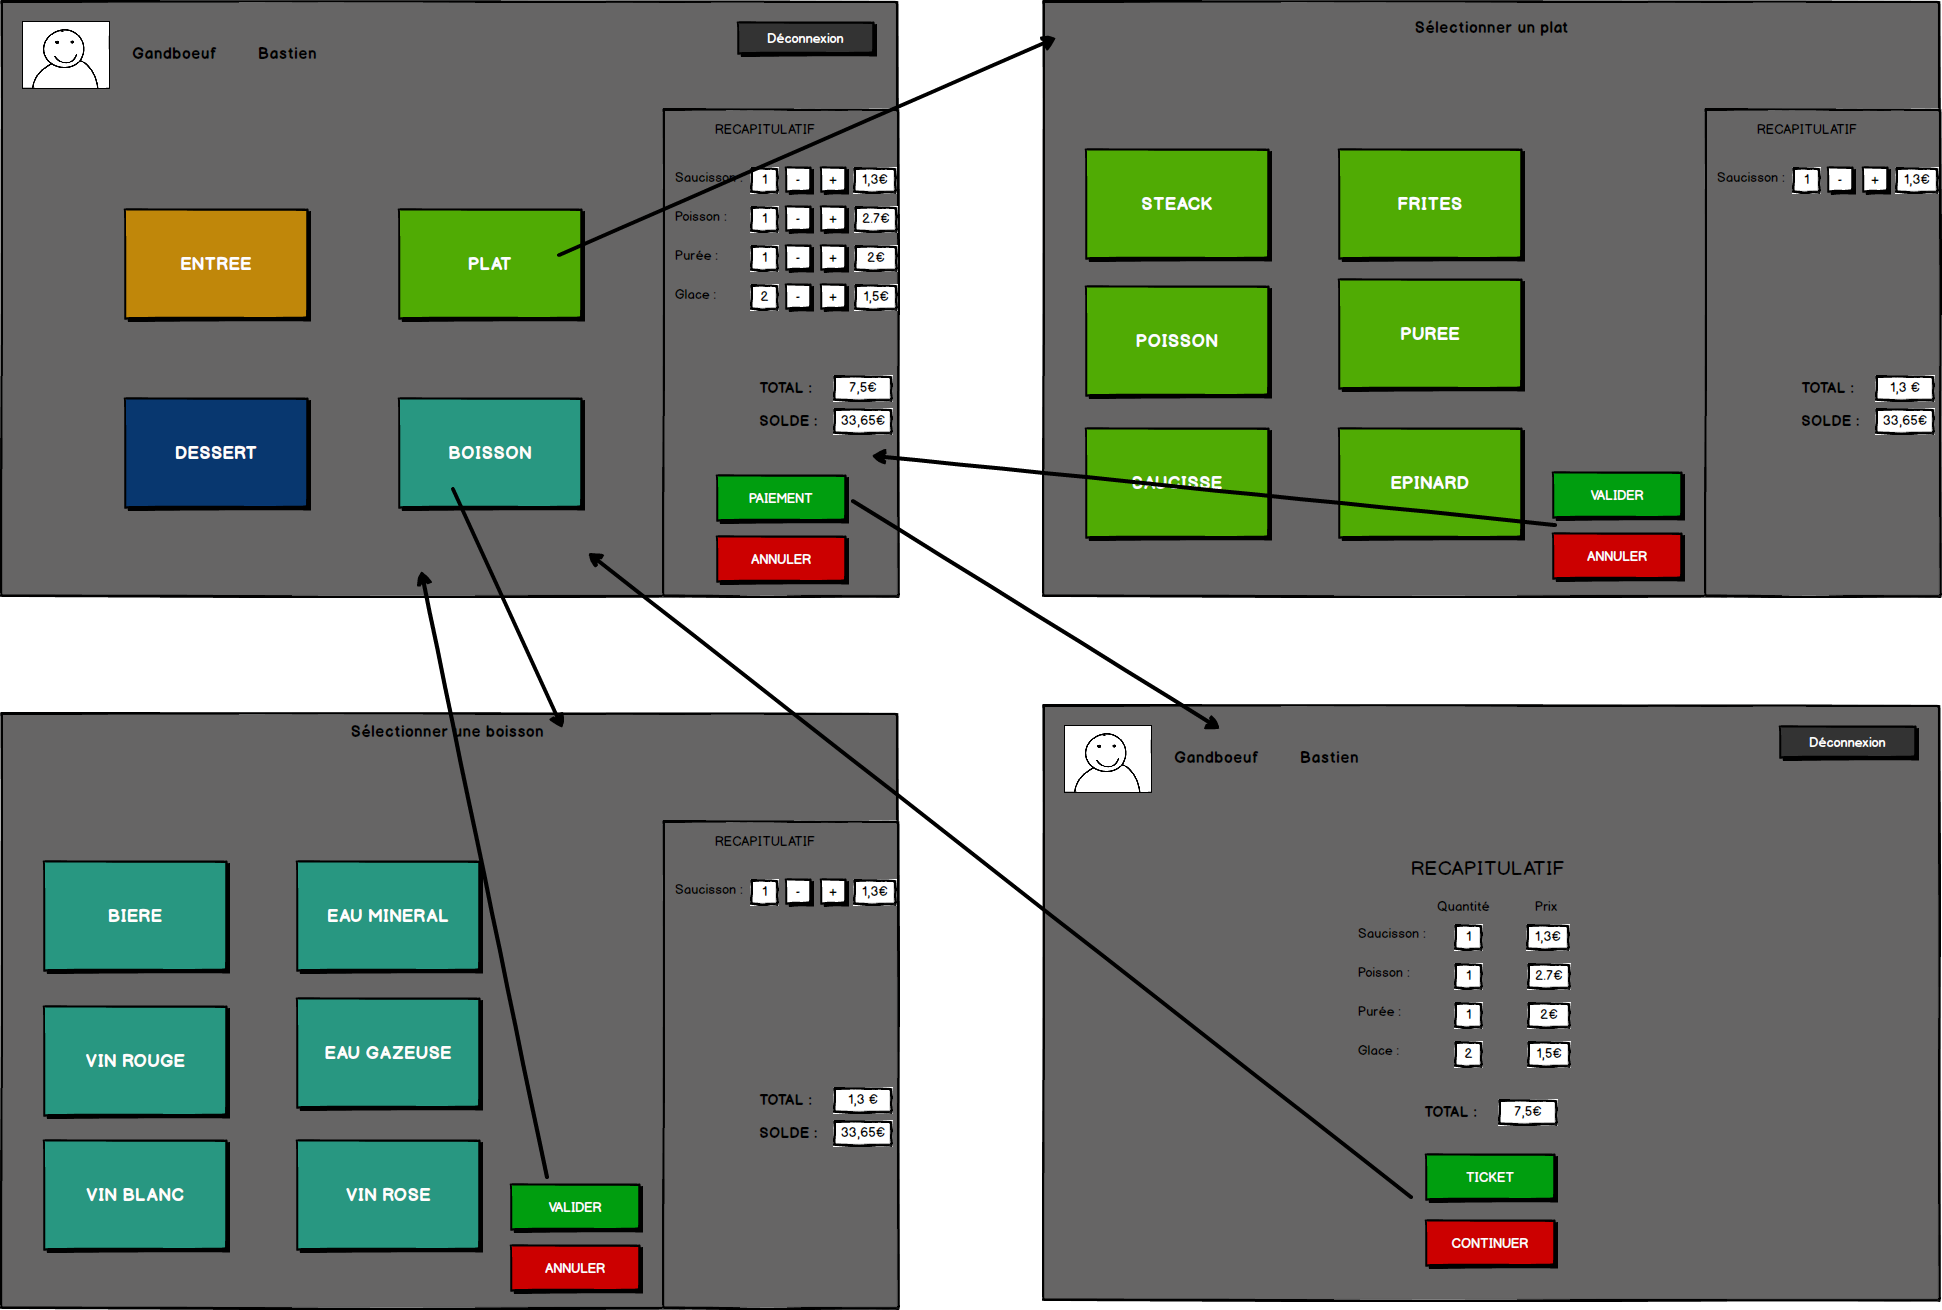 Gandboeuf Bastien
Déconnexion
RECAPITULATIF
Saucisson : 1 - + 1,3€
Poisson : 1 - + 2.7€
Purée : 1 - + 2€
Glace : 2 - + 1,5€
ENTREE
PLAT
DESSERT
BOISSON
TOTAL : 7,5€
SOLDE : 33,65€
PAIEMENT
ANNULER
Sélectionner un plat
RECAPITULATIF
Saucisson : 1 - + 1,3€
STEACK
FRITES
POISSON
PUREE
SAUCISSE
EPINARD
TOTAL : 1,3 €
SOLDE : 33,65€
VALIDER
ANNULER
Sélectionner une boisson
RECAPITULATIF
Saucisson : 1 - + 1,3€
BIERE
EAU MINERAL
VIN ROUGE
EAU GAZEUSE
VIN BLANC
VIN ROSE
TOTAL : 1,3 €
SOLDE : 33,65€
VALIDER
ANNULER
Gandboeuf Bastien
Déconnexion
RECAPITULATIF
Quantité Prix
Saucisson : 1 1,3€
Poisson : 1 2.7€
Purée : 1 2€
Glace : 2 1,5€
TOTAL : 7,5€
TICKET
CONTINUER